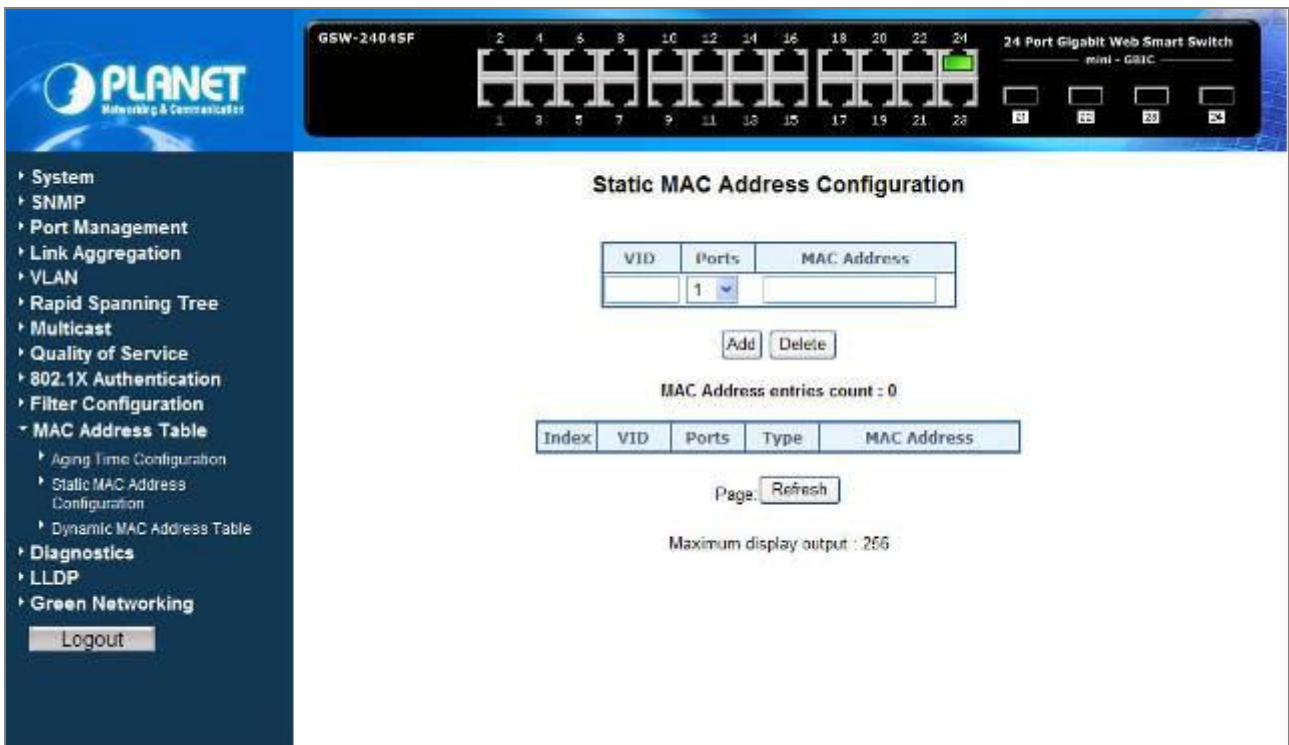 GSW-2404SF
2 4 6 8 10 12 14 16 18 20 22 24
24 Port Gigabit Web Smart Switch
mini - GBIC
PLANET
Networking & Communication
1 3 5 7 9 11 13 15 17 19 21 23
21 22 23 24
System
SNMP
Port Management
Link Aggregation
VLAN
Rapid Spanning Tree
Multicast
Quality of Service
802.1X Authentication
Filter Configuration
MAC Address Table
Aging Time Configuration
Static MAC Address
Configuration
Dynamic MAC Address Table
Diagnostics
LLDP
Green Networking
Logout
Static MAC Address Configuration
VID Ports MAC Address
1
Add Delete
MAC Address entries count : 0
Index VID Ports Type MAC Address
Page: Refresh
Maximum display output : 256